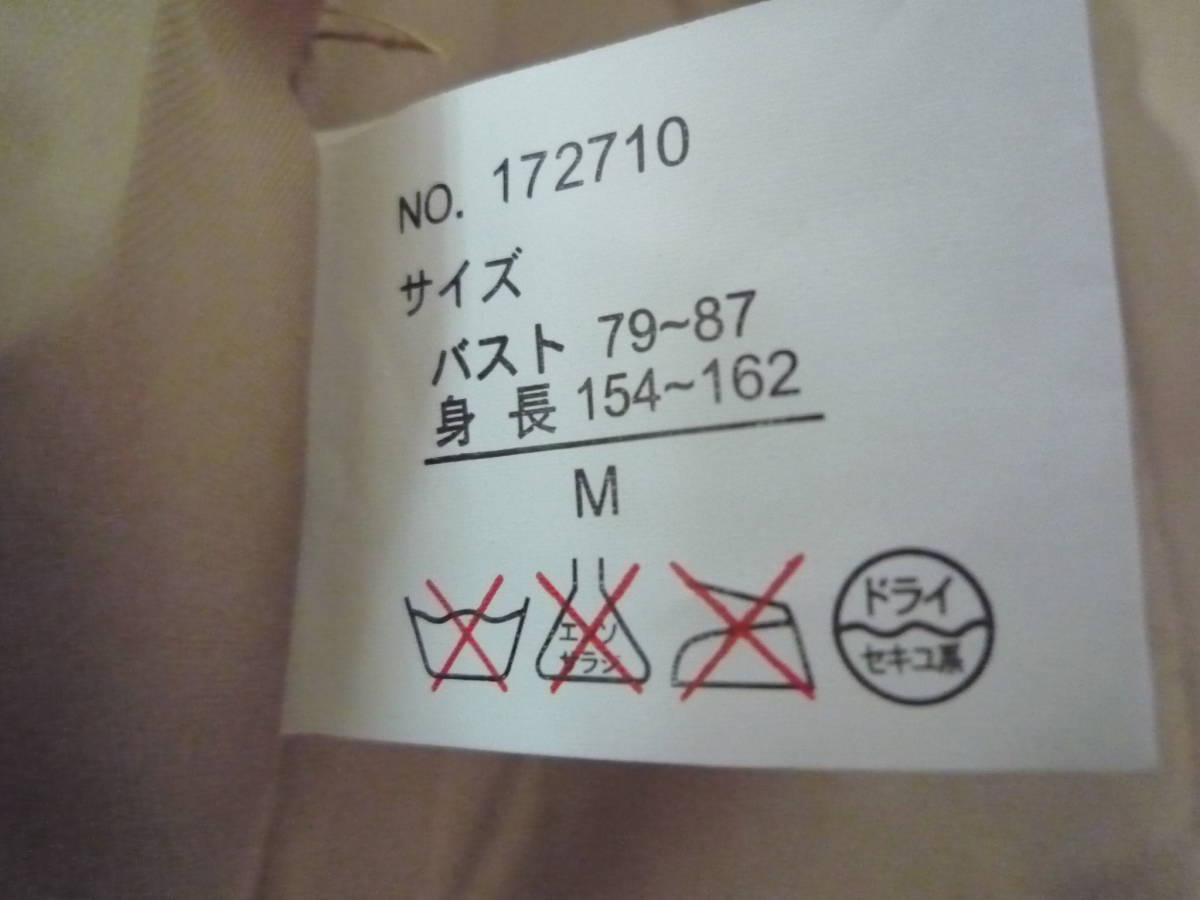 NO. 172710
サイズ
バスト 79~87
身 長 154~162
M
エンソ
サラシ
ドライ
セキユ系